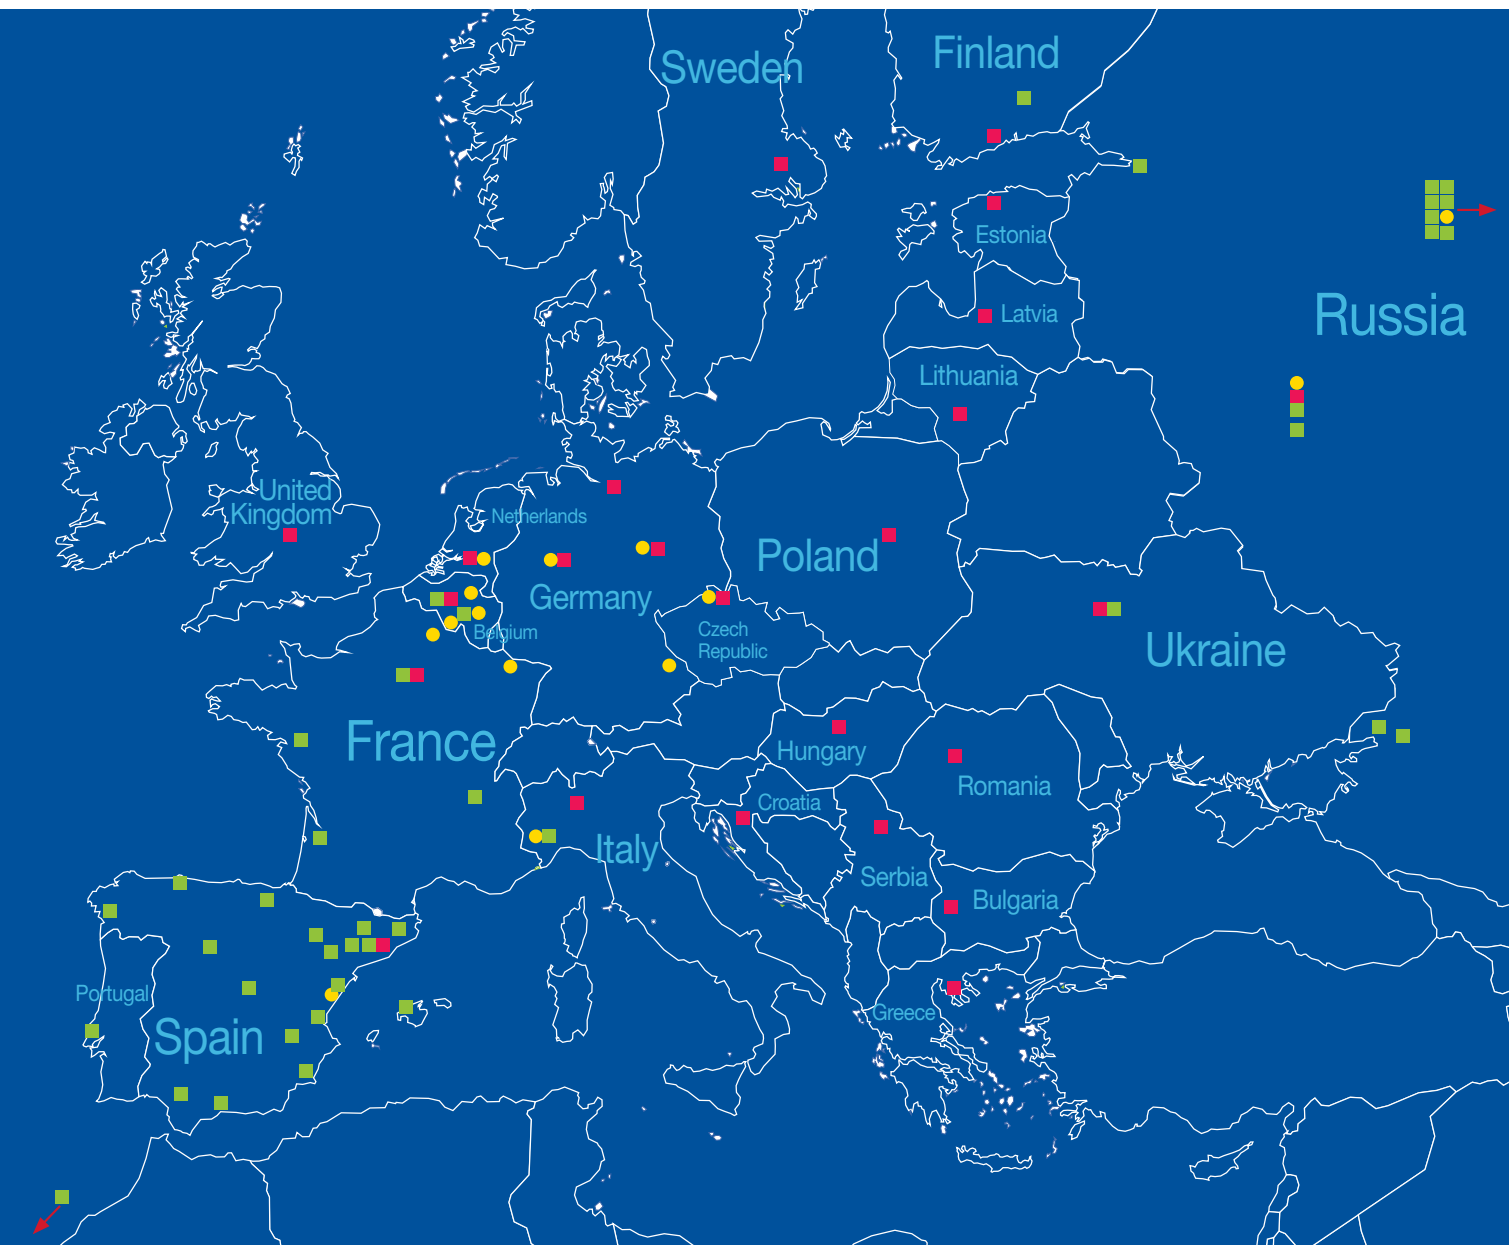 Sweden
Finland
Estonia
Russia
Latvia
Lithuania
United
Kingdom
Netherlands
Poland
Germany
Czech
Republic
Belgium
Ukraine
France
Hungary
Romania
Croatia
Italy
Serbia
Bulgaria
Portugal
Greece
Spain